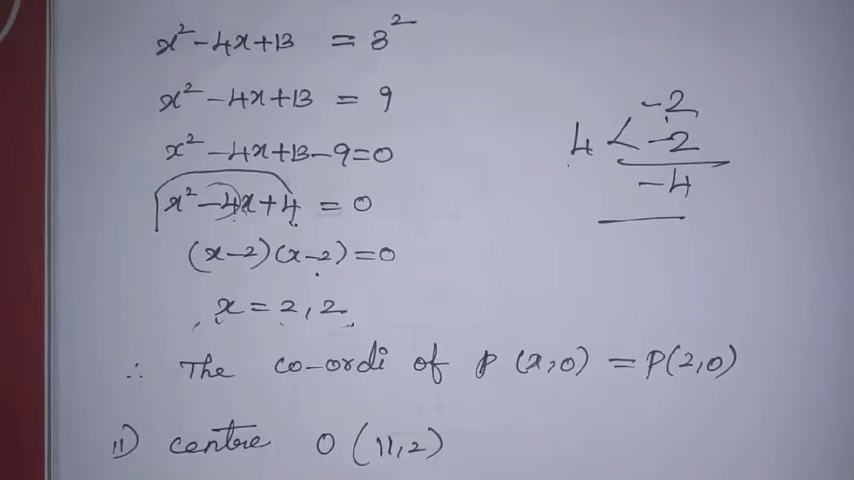 x² - 4x + 13 = 3²
x² - 4x + 13 = 9
x² - 4x + 13 - 9 = 0
x² - 4x + 4 = 0
(x-2)(x-2) = 0
x = 2, 2
4 < -2
-2
-4
∴ The co-ordi of P (x,0) = P(2,0)
ii) centre O (11,2)